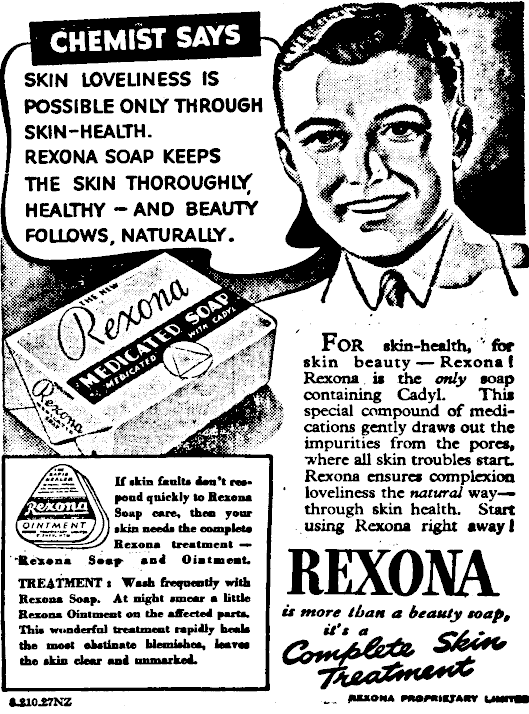 CHEMIST SAYS
SKIN LOVELINESS IS
POSSIBLE ONLY THROUGH
SKIN-HEALTH.
REXONA SOAP KEEPS
THE SKIN THOROUGHLY
HEALTHY — AND BEAUTY
FOLLOWS, NATURALLY.
THE NEW
Rexona
MEDICATED SOAP
MEDICATED WITH CADYL
Rexona
FOR skin-health, for
skin beauty — Rexona!
Rexona is the only soap
containing Cadyl. This
special compound of medi-
cations gently draws out the
impurities from the pores,
where all skin troubles start.
Rexona ensures complexion
loveliness the natural way—
through skin health. Start
using Rexona right away!
THE
RAPID
HEALER
Rexona
OINTMENT
If skin faults don't res-
pond quickly to Rexona
Soap care, then your
skin needs the complete
Rexona treatment —
Rexona Soap and Ointment.
TREATMENT: Wash frequently with
Rexona Soap. At night smear a little
Rexona Ointment on the affected parts.
This wonderful treatment rapidly heals
the most obstinate blemishes, leaves
the skin clear and unmarked.
REXONA
is more than a beauty soap,
it's a
Complete Skin
Treatment
REXONA PROPRIETARY LIMITED
8.210.27NZ